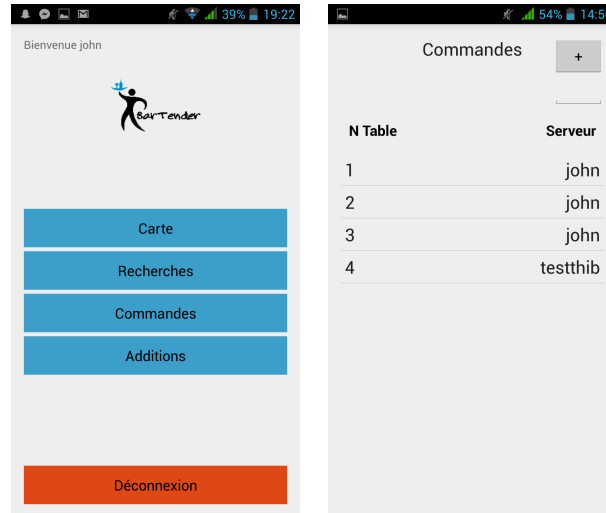 39% 19:22
Bienvenue john
BarTender
Carte
Recherches
Commandes
Additions
Déconnexion
54% 14:5
Commandes
+
N Table Serveur
1 john
2 john
3 john
4 testthib